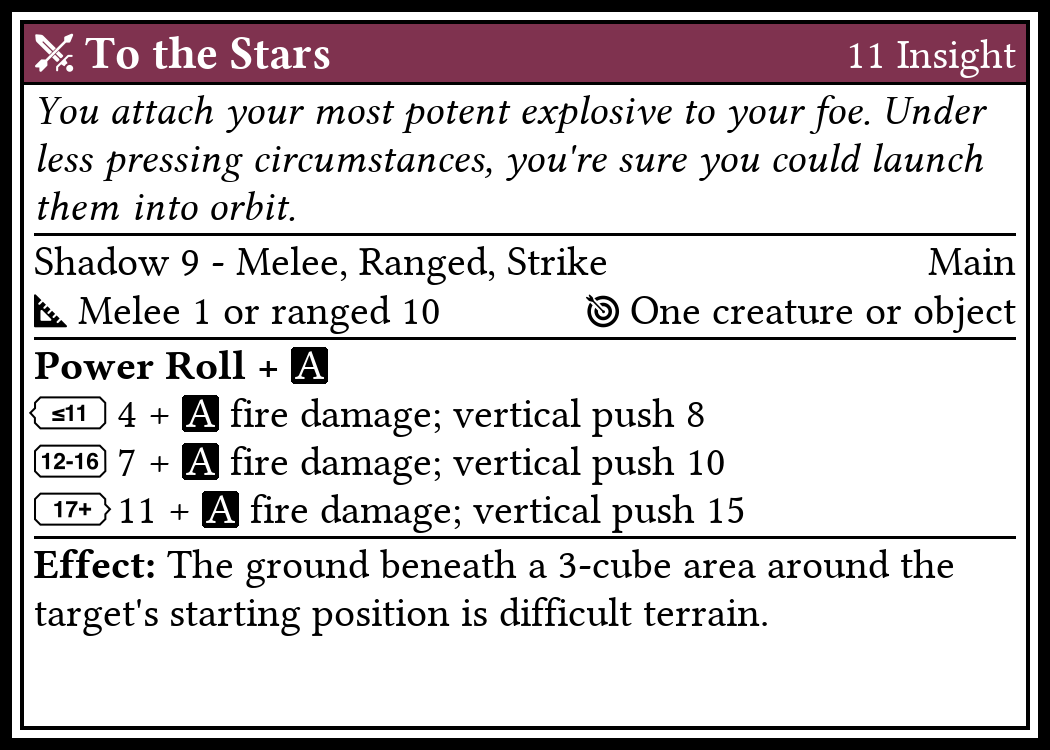 To the Stars 11 Insight
You attach your most potent explosive to your foe. Under
less pressing circumstances, you're sure you could launch
them into orbit.
Shadow 9 - Melee, Ranged, Strike Main
Melee 1 or ranged 10 One creature or object
Power Roll + A
≤11 4 + A fire damage; vertical push 8
12-16 7 + A fire damage; vertical push 10
17+ 11 + A fire damage; vertical push 15
Effect: The ground beneath a 3-cube area around the
target's starting position is difficult terrain.